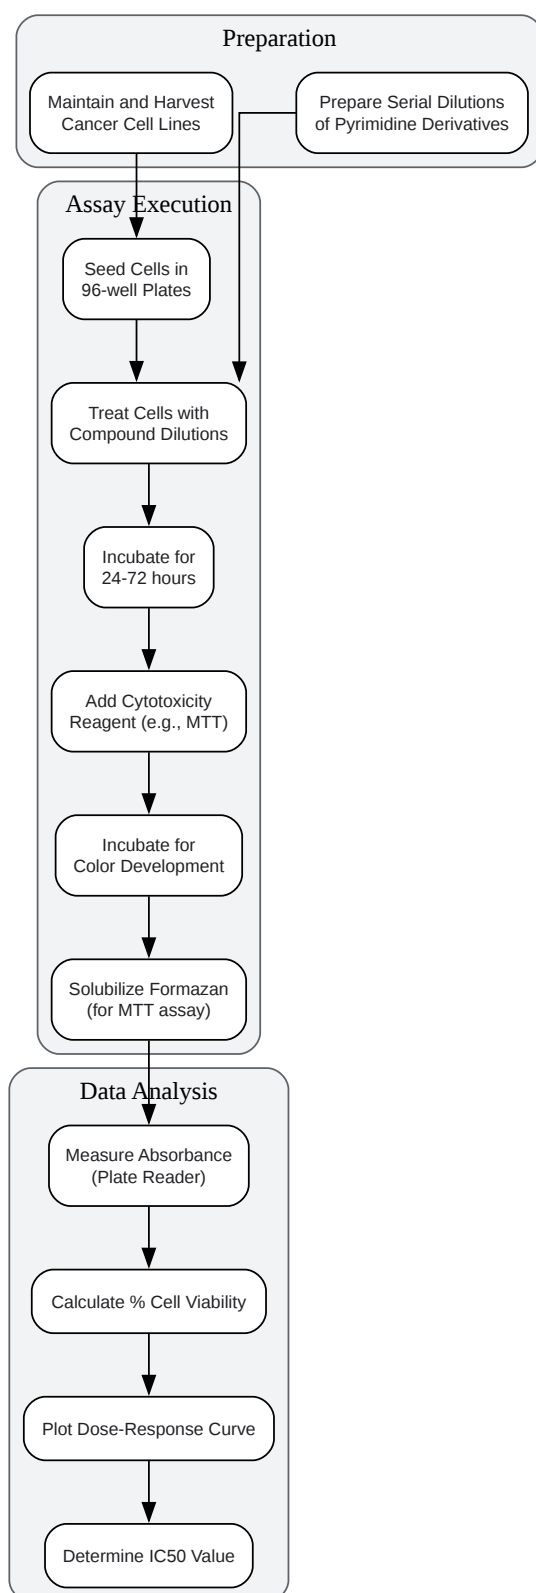 Preparation
Maintain and Harvest
Cancer Cell Lines
Prepare Serial Dilutions
of Pyrimidine Derivatives
Assay Execution
Seed Cells in
96-well Plates
Treat Cells with
Compound Dilutions
Incubate for
24-72 hours
Add Cytotoxicity
Reagent (e.g., MTT)
Incubate for
Color Development
Solubilize Formazan
(for MTT assay)
Data Analysis
Measure Absorbance
(Plate Reader)
Calculate % Cell Viability
Plot Dose-Response Curve
Determine IC50 Value